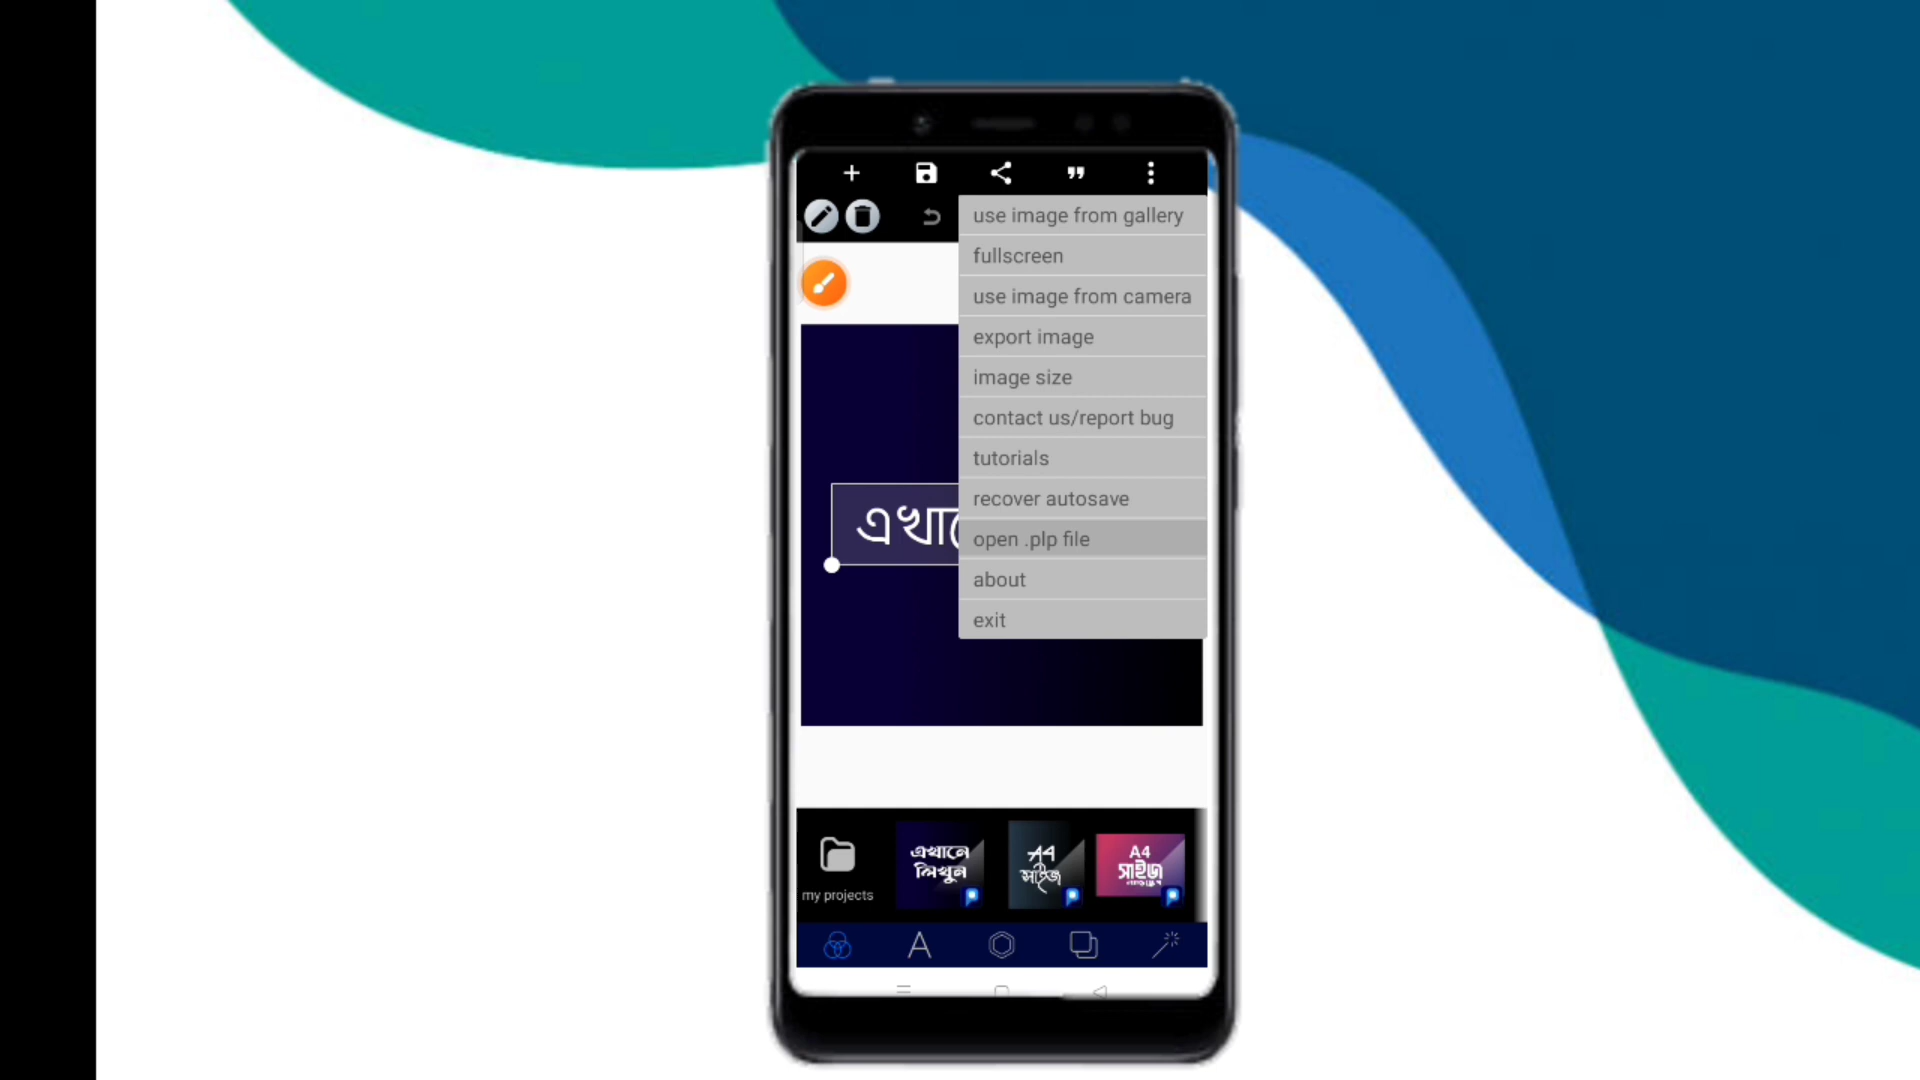 use image from gallery
fullscreen
use image from camera
export image
image size
contact us/report bug
tutorials
recover autosave
open .plp file
about
exit
my projects
এখানে
লিখুন
A4
সাইজ
A4
সাইজ